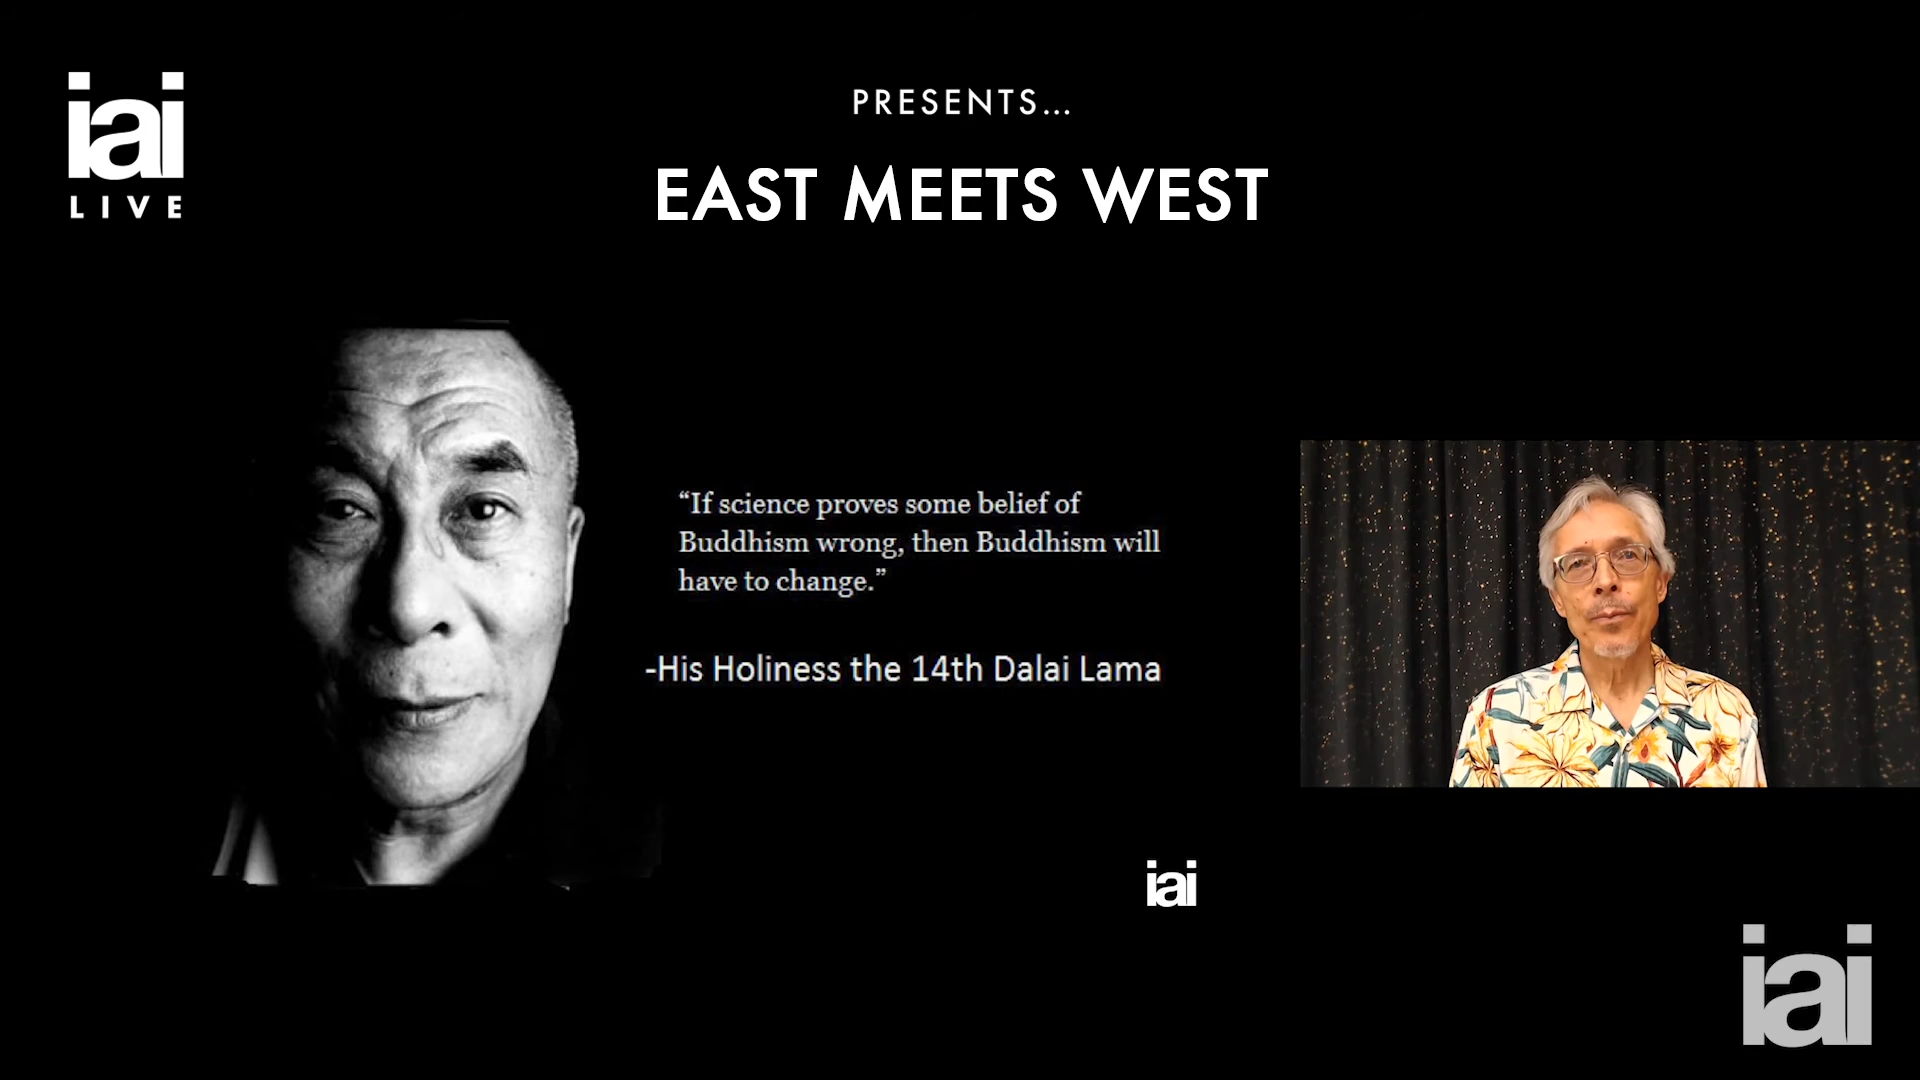 iai
LIVE
PRESENTS...
EAST MEETS WEST
“If science proves some belief of
Buddhism wrong, then Buddhism will
have to change.”
-His Holiness the 14th Dalai Lama
iai
iai